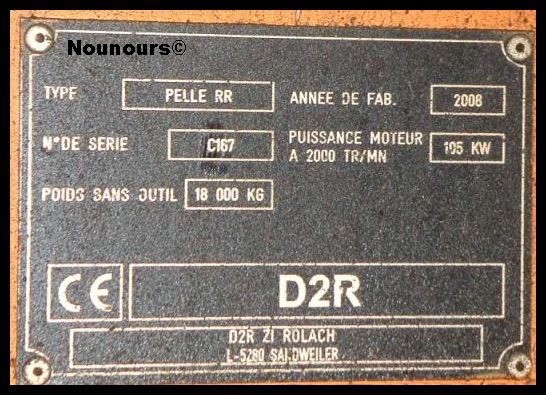 Nounours©
TYPE PELLE RR ANNEE DE FAB. 2008
N°DE SERIE C167 PUISSANCE MOTEUR
A 2000 TR/MN 105 KW
POIDS SANS OUTIL 18 000 KG
CE D2R
D2R ZI ROLACH
L-5280 SANDWEILER